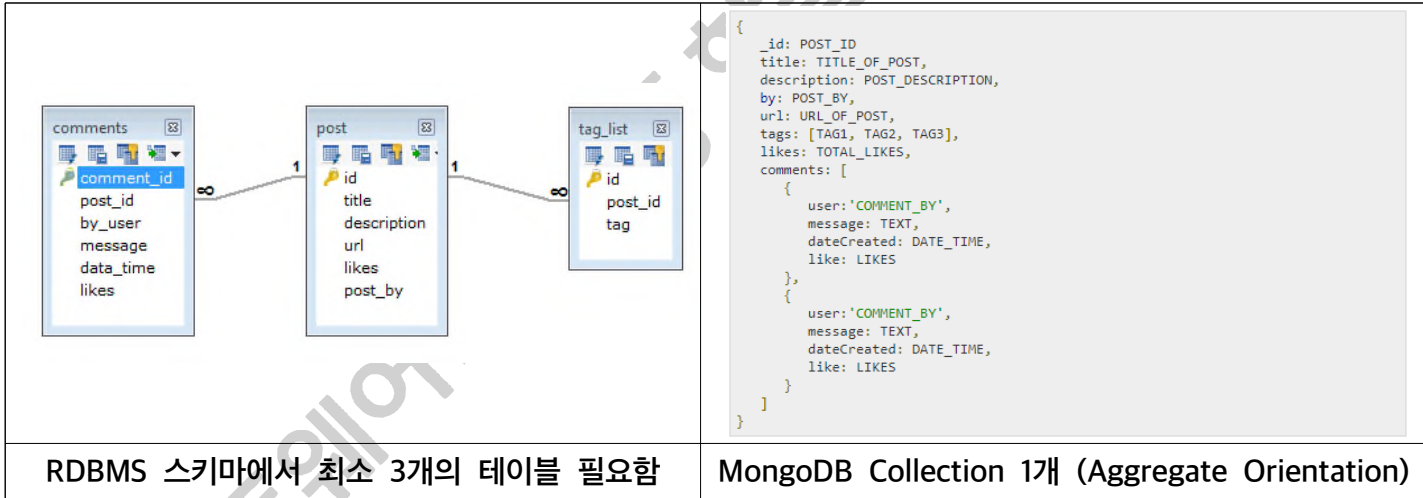 comments
comment_id
post_id
by_user
message
data_time
likes
∞
1
post
id
title
description
url
likes
post_by
1
∞
tag_list
id
post_id
tag
{
_id: POST_ID
title: TITLE_OF_POST,
description: POST_DESCRIPTION,
by: POST_BY,
url: URL_OF_POST,
tags: [TAG1, TAG2, TAG3],
likes: TOTAL_LIKES,
comments: [
{
user:'COMMENT_BY',
message: TEXT,
dateCreated: DATE_TIME,
like: LIKES
},
{
user:'COMMENT_BY',
message: TEXT,
dateCreated: DATE_TIME,
like: LIKES
}
]
}
RDBMS 스키마에서 최소 3개의 테이블 필요함
MongoDB Collection 1개 (Aggregate Orientation)